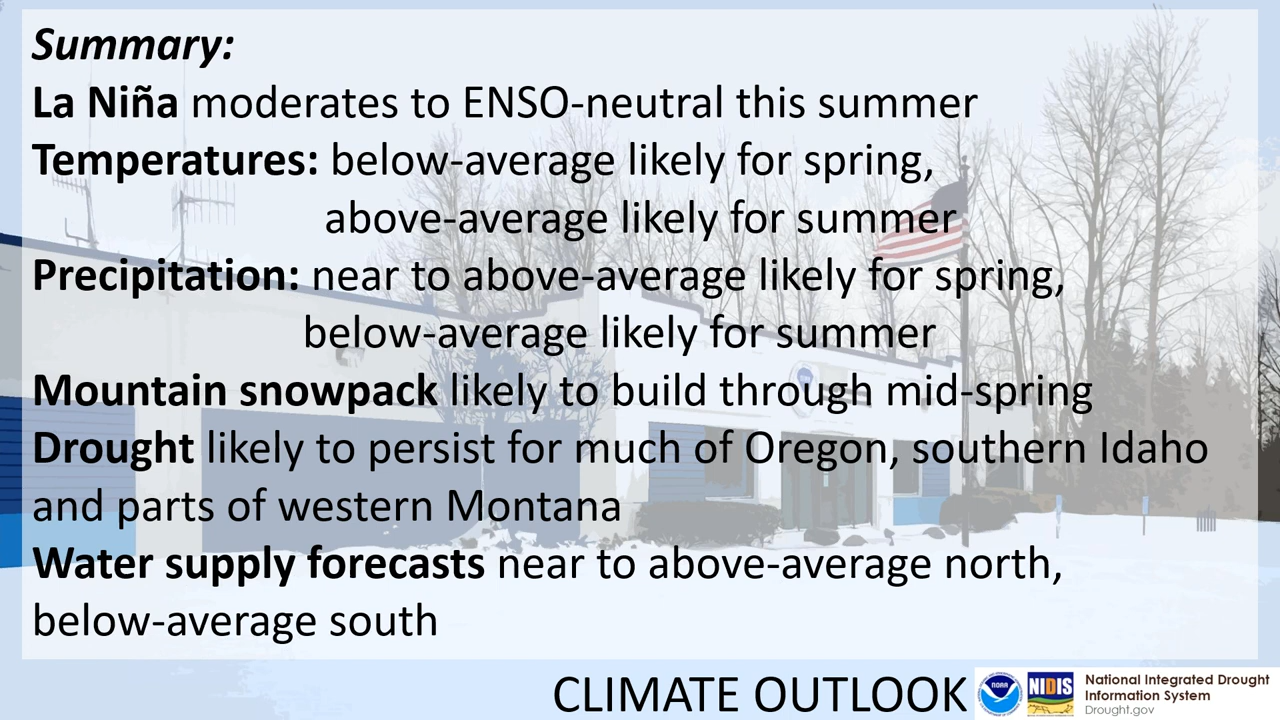 Summary:
La Niña moderates to ENSO-neutral this summer
Temperatures: below-average likely for spring,
above-average likely for summer
Precipitation: near to above-average likely for spring,
below-average likely for summer
Mountain snowpack likely to build through mid-spring
Drought likely to persist for much of Oregon, southern Idaho
and parts of western Montana
Water supply forecasts near to above-average north,
below-average south
CLIMATE OUTLOOK
NOAA
NIDIS
National Integrated Drought
Information System
Drought.gov